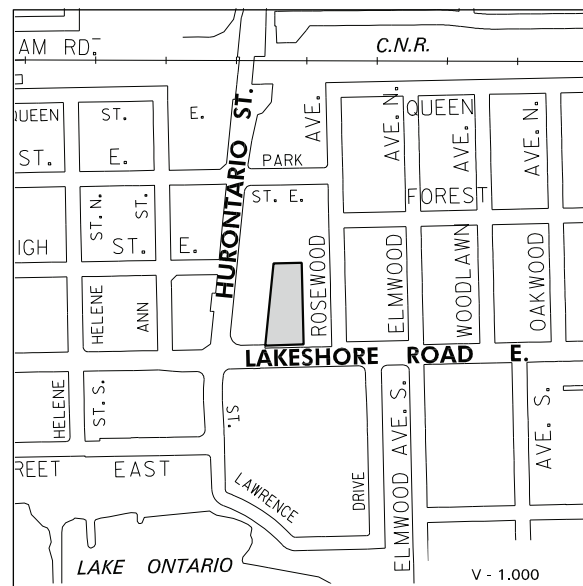 AM RD.
C.N.R.
QUEEN ST. E.
QUEEN
ST. E.
PARK
ST. E.
FOREST
IGH ST. E.
HURONTARIO ST.
ST. N.
ST.
HELENE
ANN
ROSEWOOD
AVE.
ELMWOOD
AVE. N.
WOODLAWN
AVE.
OAKWOOD
AVE. N.
LAKESHORE ROAD E.
HELENE
ST. S.
ST.
REET EAST
LAWRENCE
DRIVE
ELMWOOD AVE. S.
AVE. S.
LAKE ONTARIO
V - 1.000